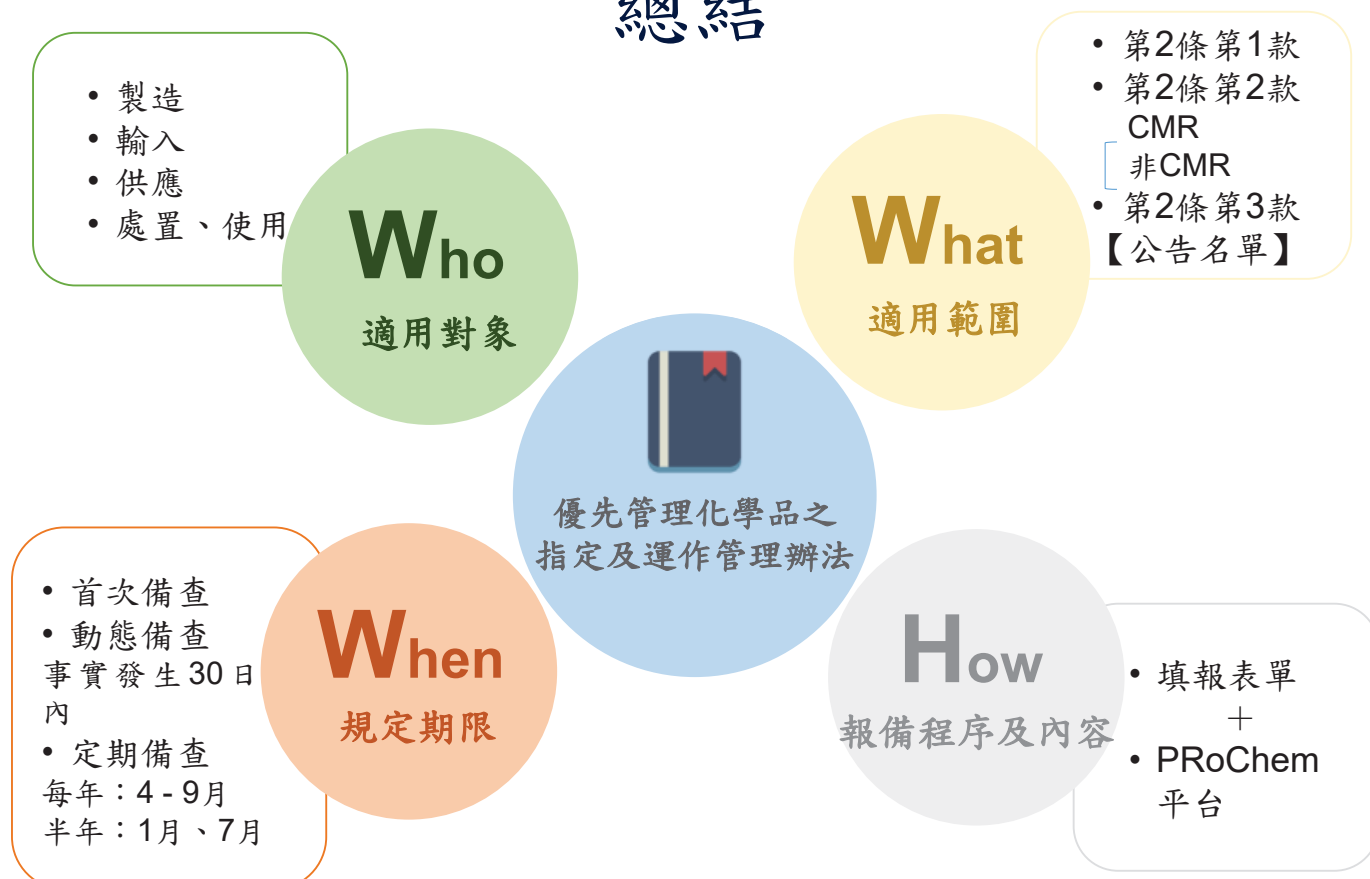 總結
• 製造
• 輸入
• 供應
• 處置、使用
Who
適用對象
What
適用範圍
• 第2條第1款
• 第2條第2款
CMR
非CMR
• 第2條第3款
【公告名單】
優先管理化學品之
指定及運作管理辦法
• 首次備查
• 動態備查
事實發生30日
內
• 定期備查
每年：4 - 9月
半年：1月、7月
When
規定期限
How
報備程序及內容
• 填報表單
＋
• PRoChem
平台